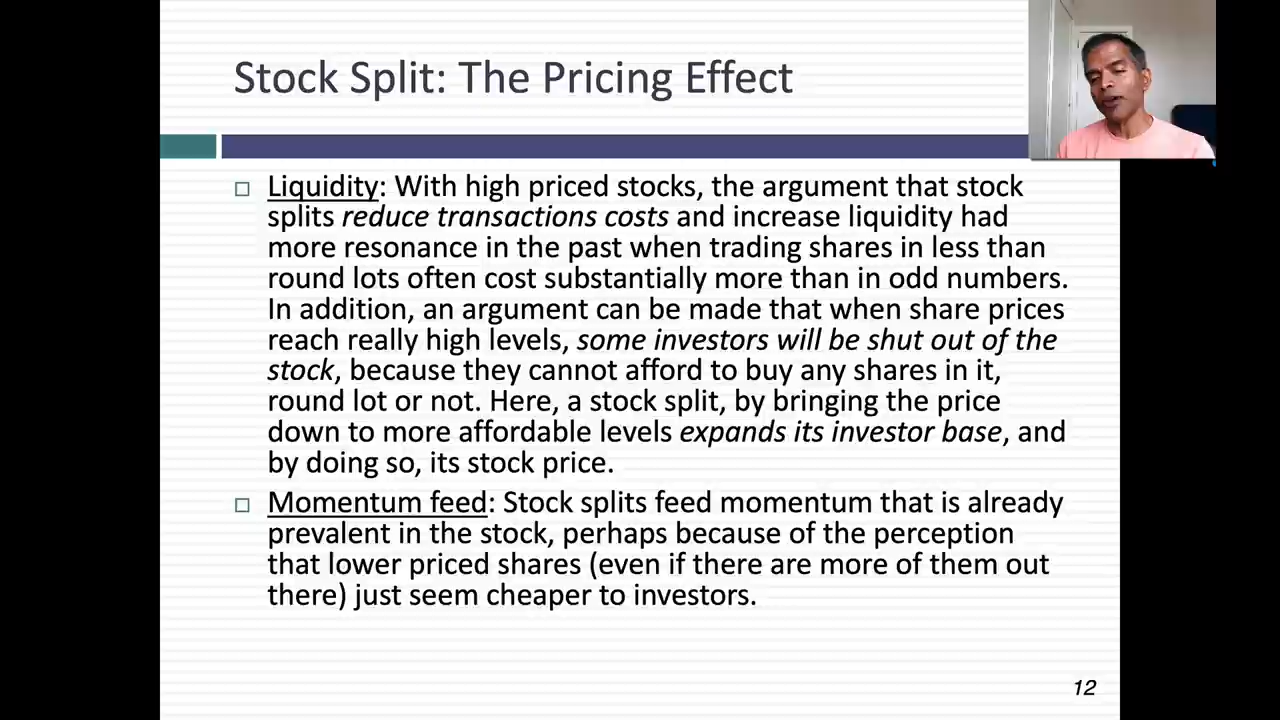 Stock Split: The Pricing Effect
Liquidity: With high priced stocks, the argument that stock
splits reduce transactions costs and increase liquidity had
more resonance in the past when trading shares in less than
round lots often cost substantially more than in odd numbers.
In addition, an argument can be made that when share prices
reach really high levels, some investors will be shut out of the
stock, because they cannot afford to buy any shares in it,
round lot or not. Here, a stock split, by bringing the price
down to more affordable levels expands its investor base, and
by doing so, its stock price.
Momentum feed: Stock splits feed momentum that is already
prevalent in the stock, perhaps because of the perception
that lower priced shares (even if there are more of them out
there) just seem cheaper to investors.
12